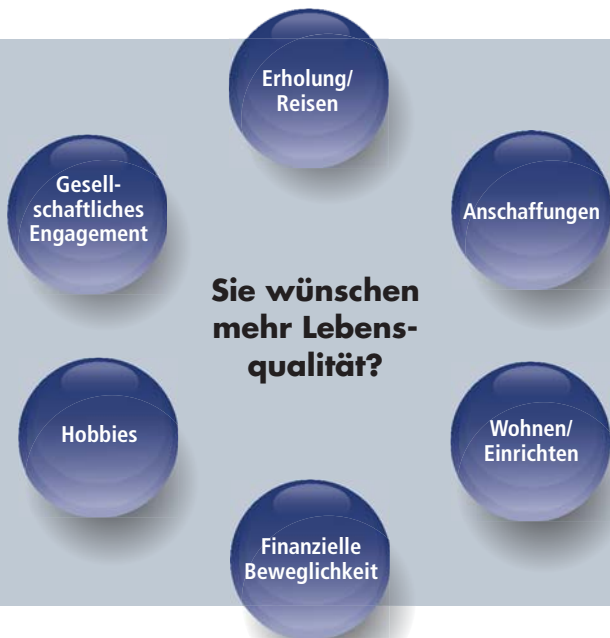 Erholung/
Reisen
Gesell-
schaftliches
Engagement
Anschaffungen
Sie wünschen
mehr Lebens-
qualität?
Hobbies
Wohnen/
Einrichten
Finanzielle
Beweglichkeit